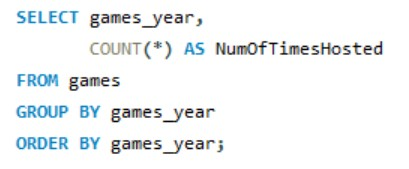 SELECT games_year,
COUNT(*) AS NumOfTimesHosted
FROM games
GROUP BY games_year
ORDER BY games_year;